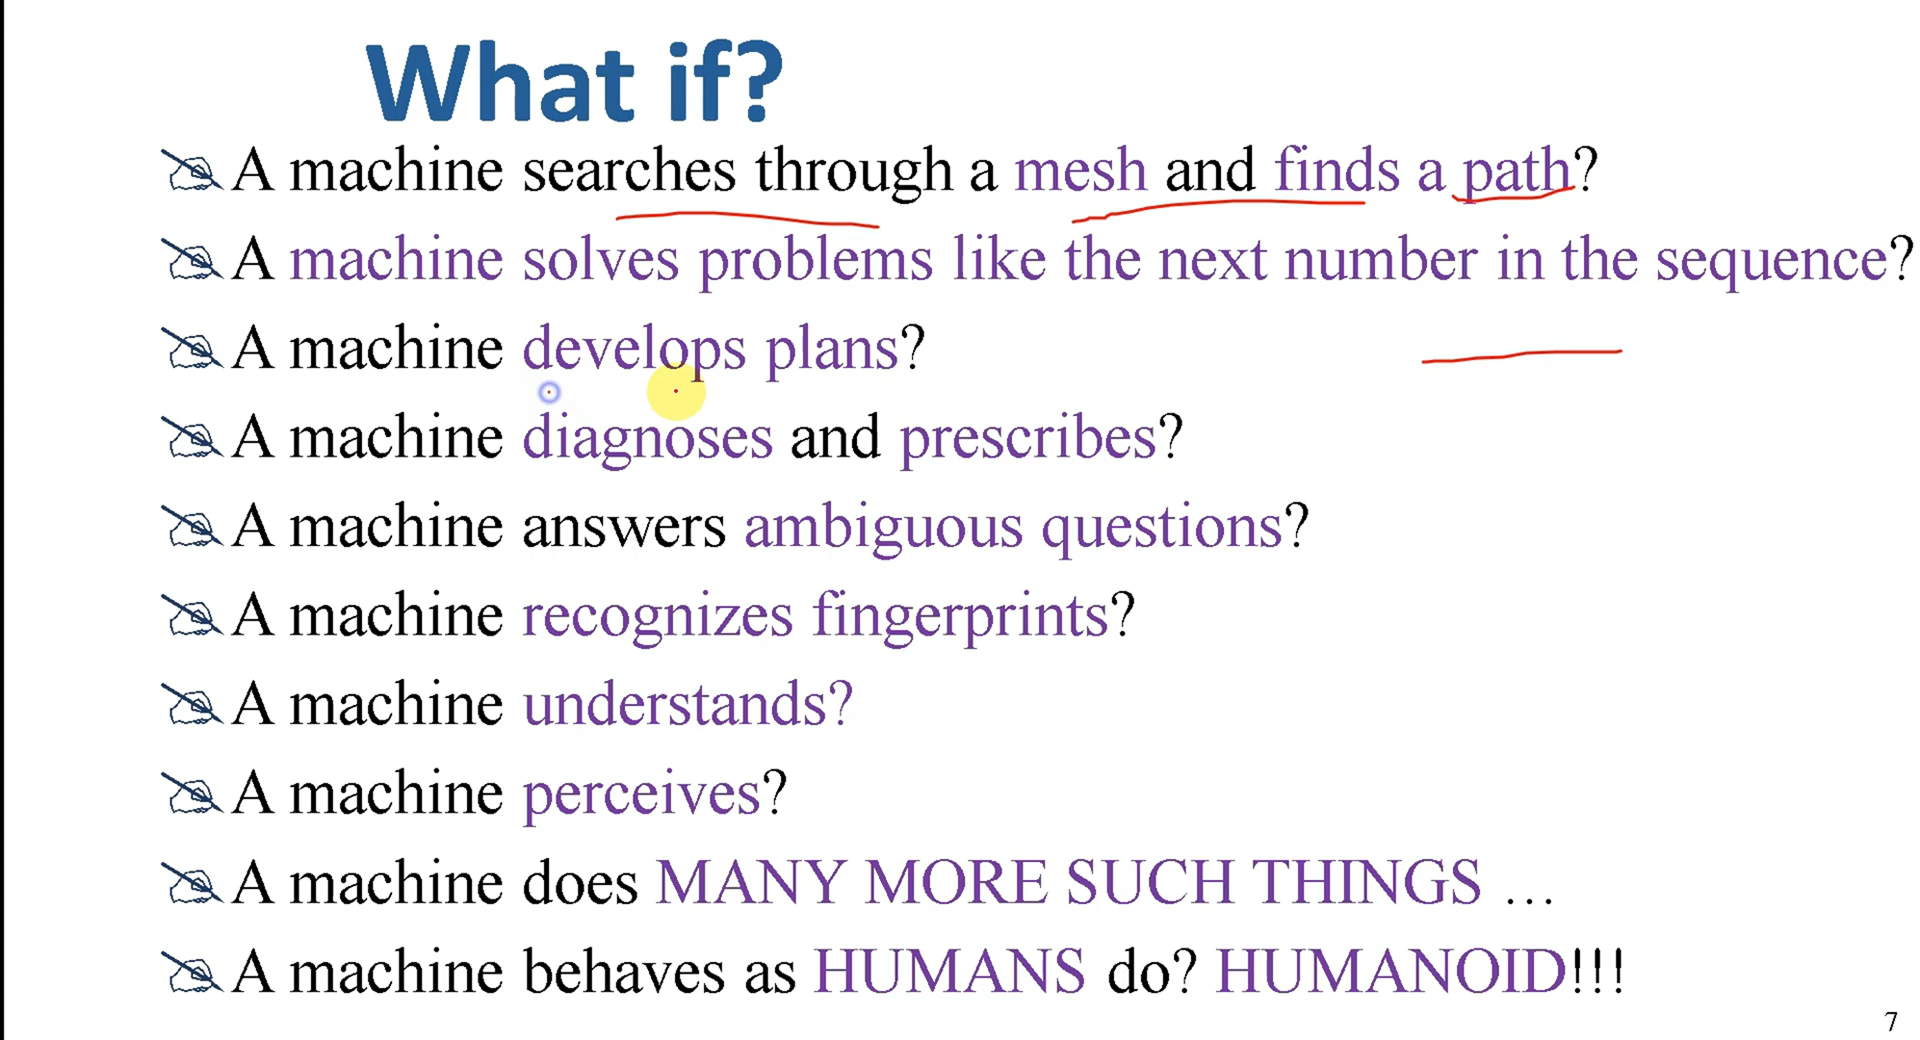 What if?
A machine searches through a mesh and finds a path?
A machine solves problems like the next number in the sequence?
A machine develops plans?
A machine diagnoses and prescribes?
A machine answers ambiguous questions?
A machine recognizes fingerprints?
A machine understands?
A machine perceives?
A machine does MANY MORE SUCH THINGS …
A machine behaves as HUMANS do? HUMANOID!!!
7